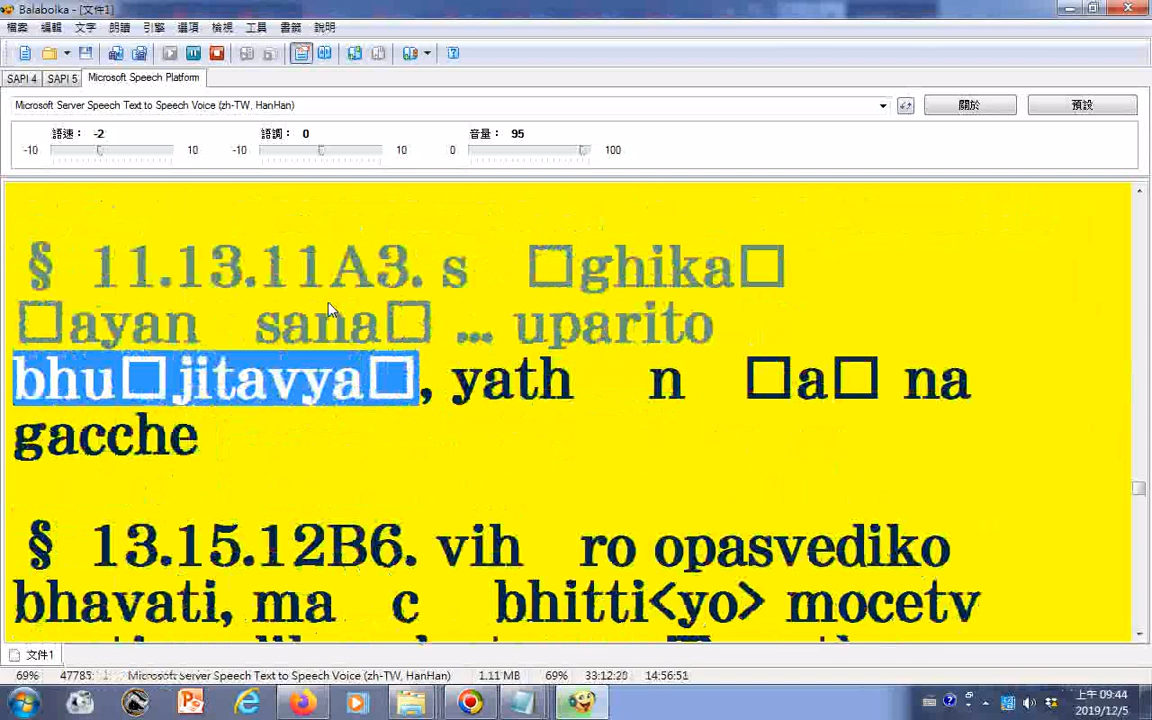 Balabolka - [文件1]
檔案 編輯 文字 朗讀 引擎 選項 檢視 工具 書籤 說明
SAPI 4 SAPI 5 Microsoft Speech Platform
Microsoft Server Speech Text to Speech Voice (zh-TW, HanHan) 關於 預設
語速： -2 語調： 0 音量： 95
-10 10 -10 10 0 100
§ 11.13.11A3. s □ghika□
□ayan sana□ ... uparito
bhu□jitavya□, yath n □a□ na
gacche
§ 13.15.12B6. vih ro opasvediko
bhavati, ma c bhitti<yo> mocetv
文件1
69% 47785: Microsoft Server Speech Text to Speech Voice (zh-TW, HanHan) 1.11 MB 69% 33:12:20 14:56:51
上午 09:44
2019/12/5